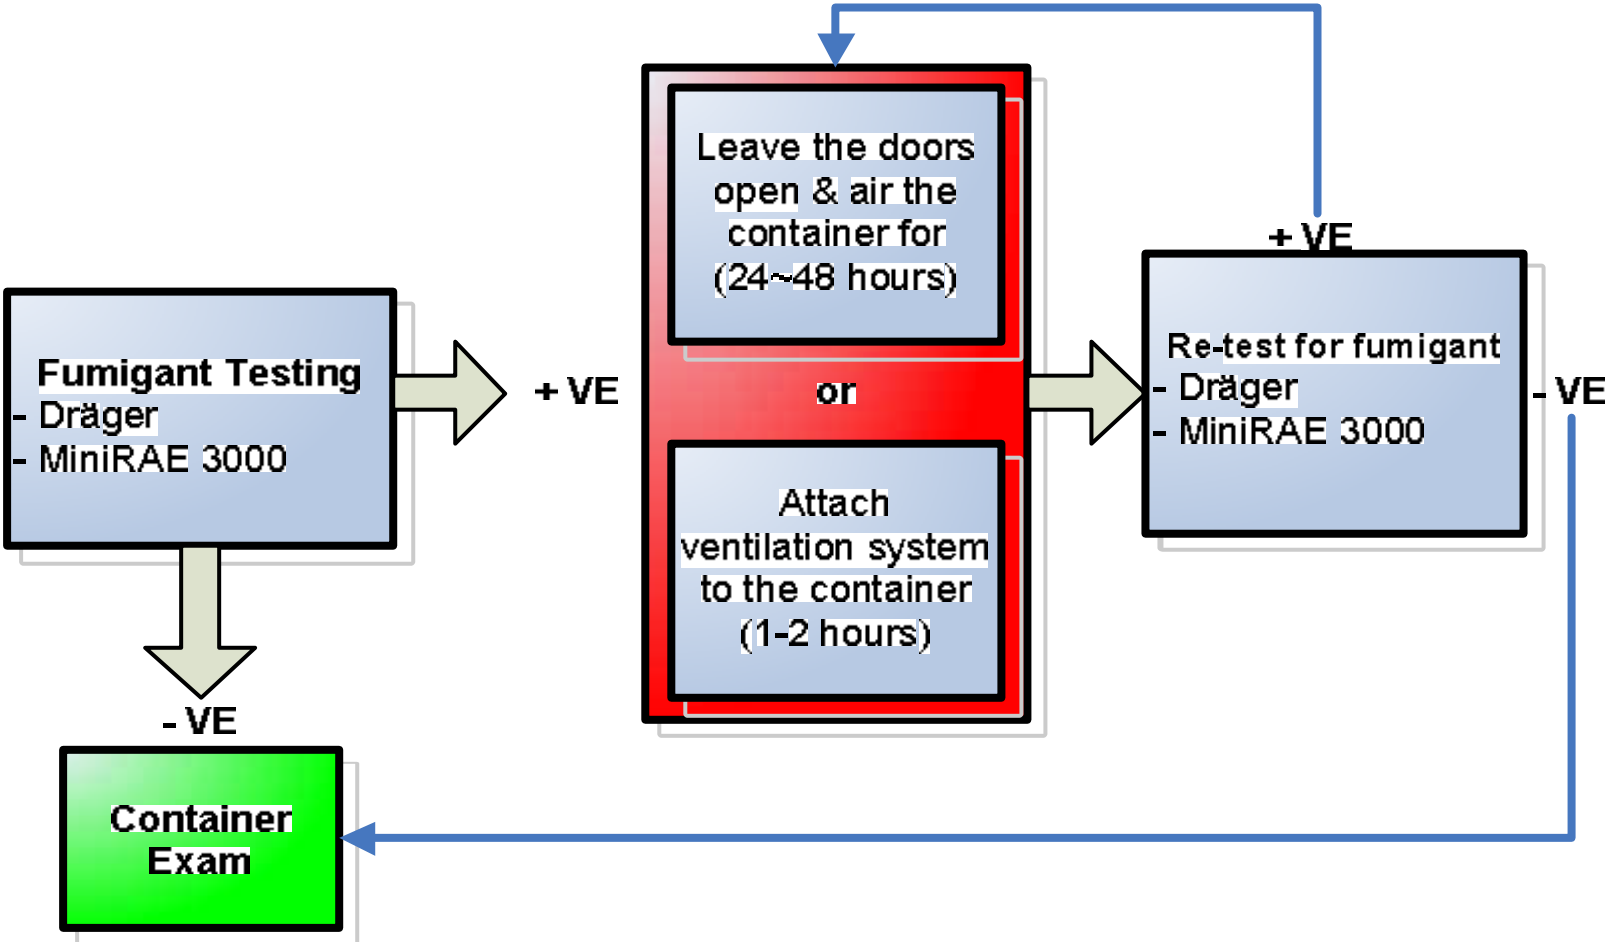 Fumigant Testing
- Dräger
- MiniRAE 3000
+ VE
- VE
Leave the doors
open & air the
container for
(24~48 hours)
or
Attach
ventilation system
to the container
(1-2 hours)
+ VE
Re-test for fumigant
- Dräger
- MiniRAE 3000
- VE
Container
Exam